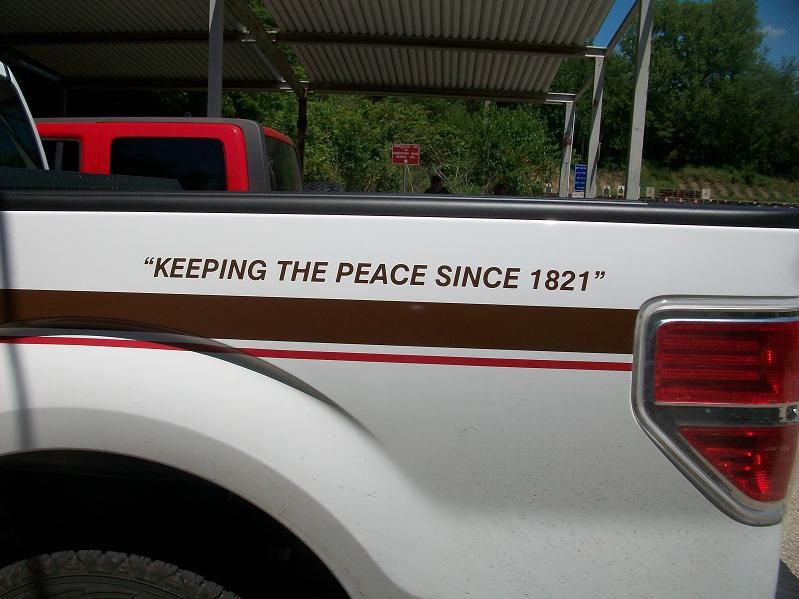 “KEEPING THE PEACE SINCE 1821”